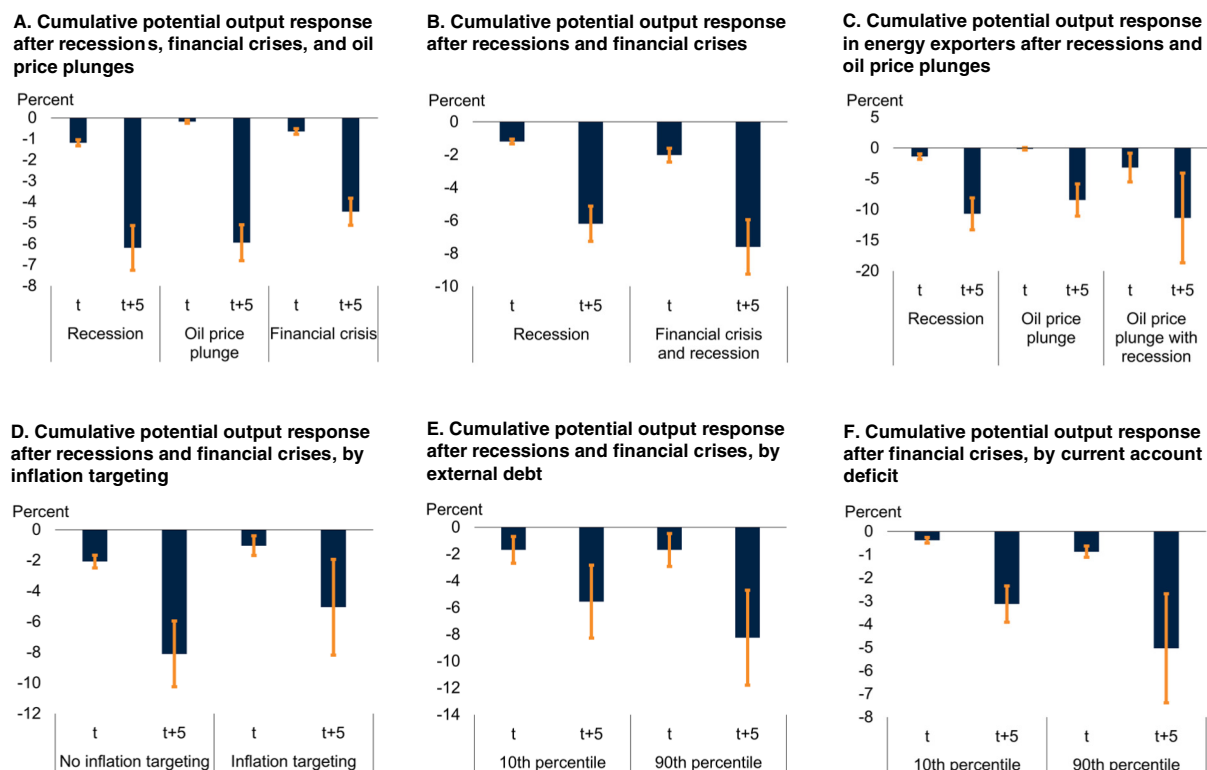 A. Cumulative potential output response
after recessions, financial crises, and oil
price plunges
Percent
0
-1
-2
-3
-4
-5
-6
-7
-8
t t+5 t t+5 t t+5
Recession Oil price Financial crisis
plunge
B. Cumulative potential output response
after recessions and financial crises
Percent
0
-2
-4
-6
-8
-10
t t+5 t t+5
Recession Financial crisis
and recession
C. Cumulative potential output response
in energy exporters after recessions and
oil price plunges
Percent
5
0
-5
-10
-15
-20
t t+5 t t+5 t t+5
Recession Oil price Oil price
plunge plunge with
recession
D. Cumulative potential output response
after recessions and financial crises, by
inflation targeting
Percent
0
-2
-4
-6
-8
-10
-12
t t+5 t t+5
No inflation targeting Inflation targeting
E. Cumulative potential output response
after recessions and financial crises, by
external debt
Percent
0
-2
-4
-6
-8
-10
-12
-14
t t+5 t t+5
10th percentile 90th percentile
F. Cumulative potential output response
after financial crises, by current account
deficit
Percent
0
-1
-2
-3
-4
-5
-6
-7
-8
t t+5 t t+5
10th percentile 90th percentile